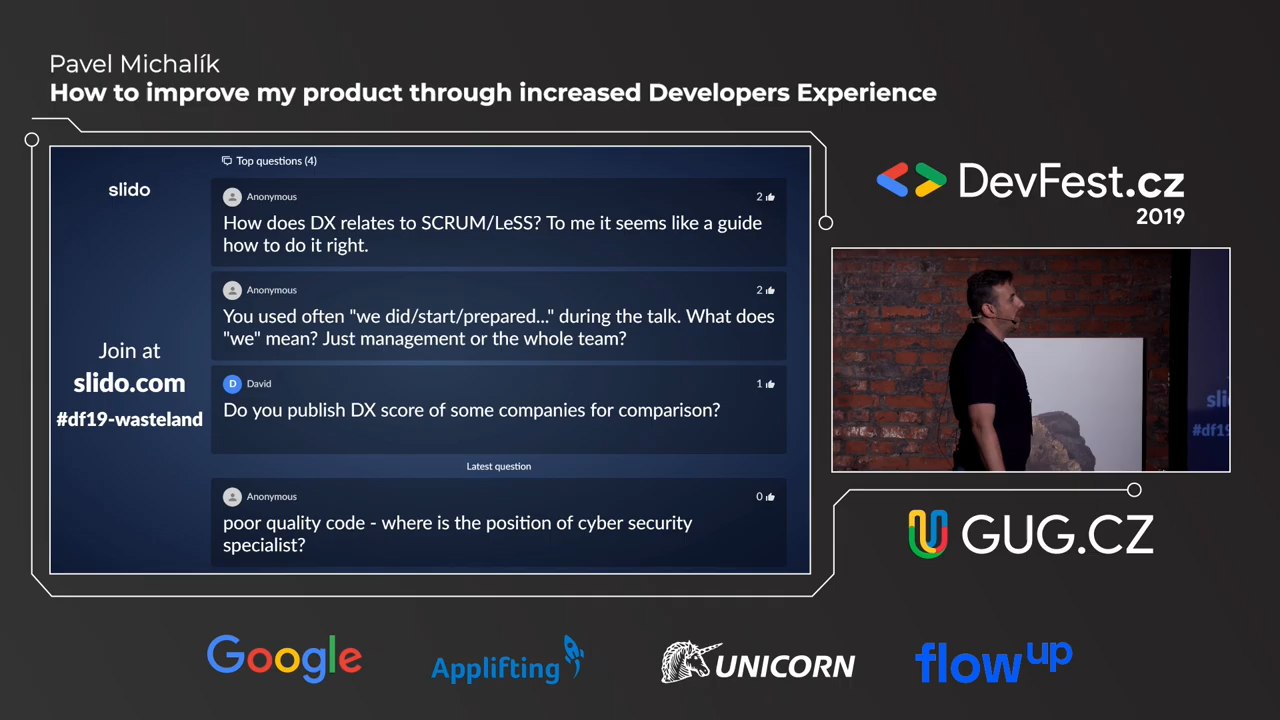 Pavel Michalík
How to improve my product through increased Developers Experience
slido
Join at
slido.com
#df19-wasteland
Top questions (4)
Anonymous
2
How does DX relates to SCRUM/LeSS? To me it seems like a guide
how to do it right.
Anonymous
2
You used often "we did/start/prepared..." during the talk. What does
"we" mean? Just management or the whole team?
D
David
1
Do you publish DX score of some companies for comparison?
Latest question
Anonymous
0
poor quality code - where is the position of cyber security
specialist?
DevFest.cz
2019
sli
#df19
GUG.CZ
Google
Applifting
UNICORN
flowup